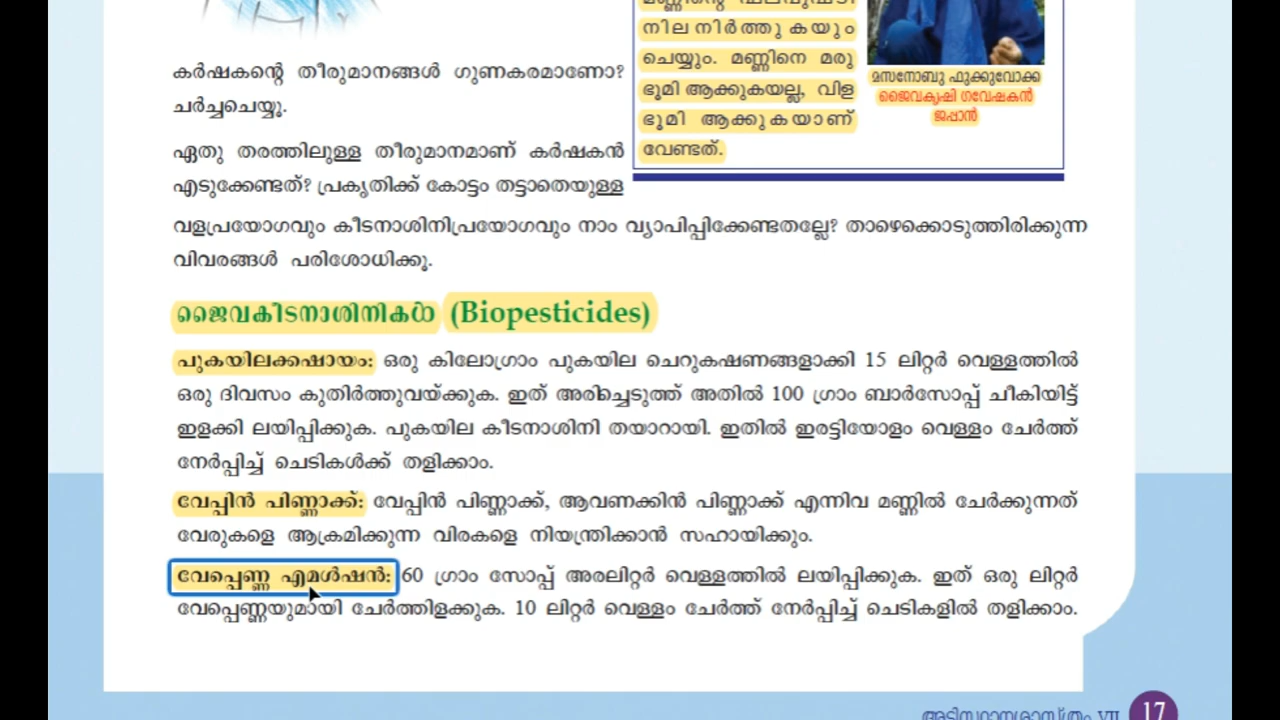 നില നിർത്തു കയും
ചെയ്യും. മണ്ണിനെ മരു
ഭൂമി ആക്കുകയല്ല, വിള
ഭൂമി ആക്കുകയാണ്
വേണ്ടത്.
മസനോബു ഫുക്കുവോക്ക
ജൈവകൃഷി ഗവേഷകൻ
ജപ്പാൻ
കർഷകന്റെ തീരുമാനങ്ങൾ ഗുണകരമാണോ?
ചർച്ചചെയ്യൂ.
ഏതു തരത്തിലുള്ള തീരുമാനമാണ് കർഷകൻ
എടുക്കേണ്ടത്? പ്രകൃതിക്ക് കോട്ടം തട്ടാതെയുള്ള
വളപ്രയോഗവും കീടനാശിനിപ്രയോഗവും നാം വ്യാപിപ്പിക്കേണ്ടതല്ലേ? താഴെക്കൊടുത്തിരിക്കുന്ന
വിവരങ്ങൾ പരിശോധിക്കൂ.
ജൈവകീടനാശിനികൾ (Biopesticides)
പുകയിലക്കഷായം: ഒരു കിലോഗ്രാം പുകയില ചെറുകഷണങ്ങളാക്കി 15 ലിറ്റർ വെള്ളത്തിൽ
ഒരു ദിവസം കുതിർത്തുവയ്ക്കുക. ഇത് അരിച്ചെടുത്ത് അതിൽ 100 ഗ്രാം ബാർസോപ്പ് ചീകിയിട്ട്
ഇളക്കി ലയിപ്പിക്കുക. പുകയില കീടനാശിനി തയാറായി. ഇതിൽ ഇരട്ടിയോളം വെള്ളം ചേർത്ത്
നേർപ്പിച്ച് ചെടികൾക്ക് തളിക്കാം.
വേപ്പിൻ പിണ്ണാക്ക്: വേപ്പിൻ പിണ്ണാക്ക്, ആവണക്കിൻ പിണ്ണാക്ക് എന്നിവ മണ്ണിൽ ചേർക്കുന്നത്
വേരുകളെ ആക്രമിക്കുന്ന വിരകളെ നിയന്ത്രിക്കാൻ സഹായിക്കും.
വേപ്പെണ്ണ എമൾഷൻ: 60 ഗ്രാം സോപ്പ് അരലിറ്റർ വെള്ളത്തിൽ ലയിപ്പിക്കുക. ഇത് ഒരു ലിറ്റർ
വേപ്പെണ്ണയുമായി ചേർത്തിളക്കുക. 10 ലിറ്റർ വെള്ളം ചേർത്ത് നേർപ്പിച്ച് ചെടികളിൽ തളിക്കാം.
അടിസ്ഥാനശാസ്ത്രം VII 17